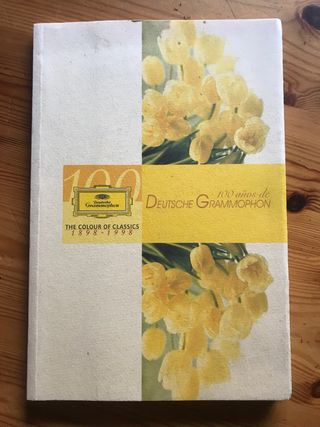 100
Deutsche
Grammophon
THE COLOUR OF CLASSICS
1898 • 1998
100 años de
DEUTSCHE GRAMMOPHON